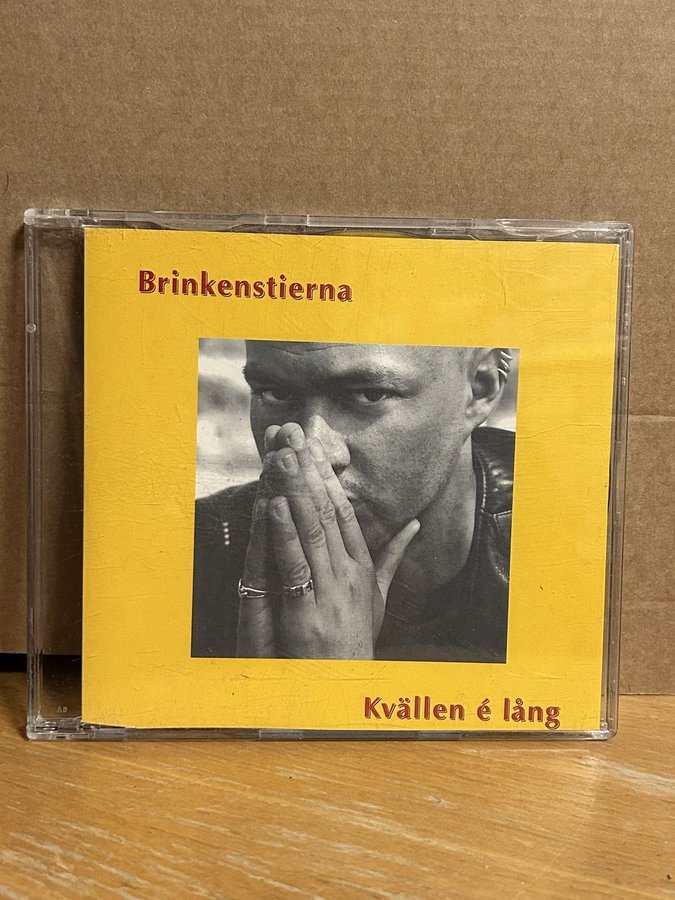 Brinkenstierna
Kvällen é lång